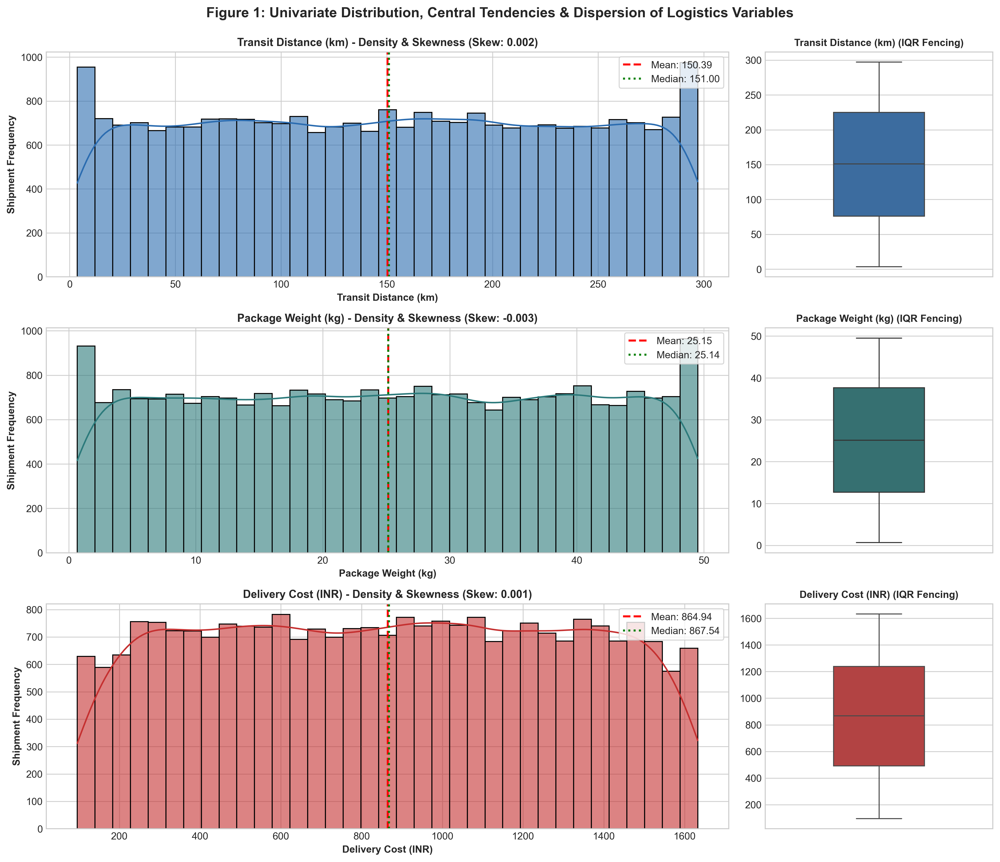 Figure 1: Univariate Distribution, Central Tendencies & Dispersion of Logistics Variables
Transit Distance (km) - Density & Skewness (Skew: 0.002)
Mean: 150.39
Median: 151.00
Shipment Frequency
1000
800
600
400
200
0
0 50 100 150 200 250 300
Transit Distance (km)
Transit Distance (km) (IQR Fencing)
300
250
200
150
100
50
0
Package Weight (kg) - Density & Skewness (Skew: -0.003)
Mean: 25.15
Median: 25.14
Shipment Frequency
1000
800
600
400
200
0
0 10 20 30 40 50
Package Weight (kg)
Package Weight (kg) (IQR Fencing)
50
40
30
20
10
0
Delivery Cost (INR) - Density & Skewness (Skew: 0.001)
Mean: 864.94
Median: 867.54
Shipment Frequency
800
700
600
500
400
300
200
100
0
200 400 600 800 1000 1200 1400 1600
Delivery Cost (INR)
Delivery Cost (INR) (IQR Fencing)
1600
1400
1200
1000
800
600
400
200